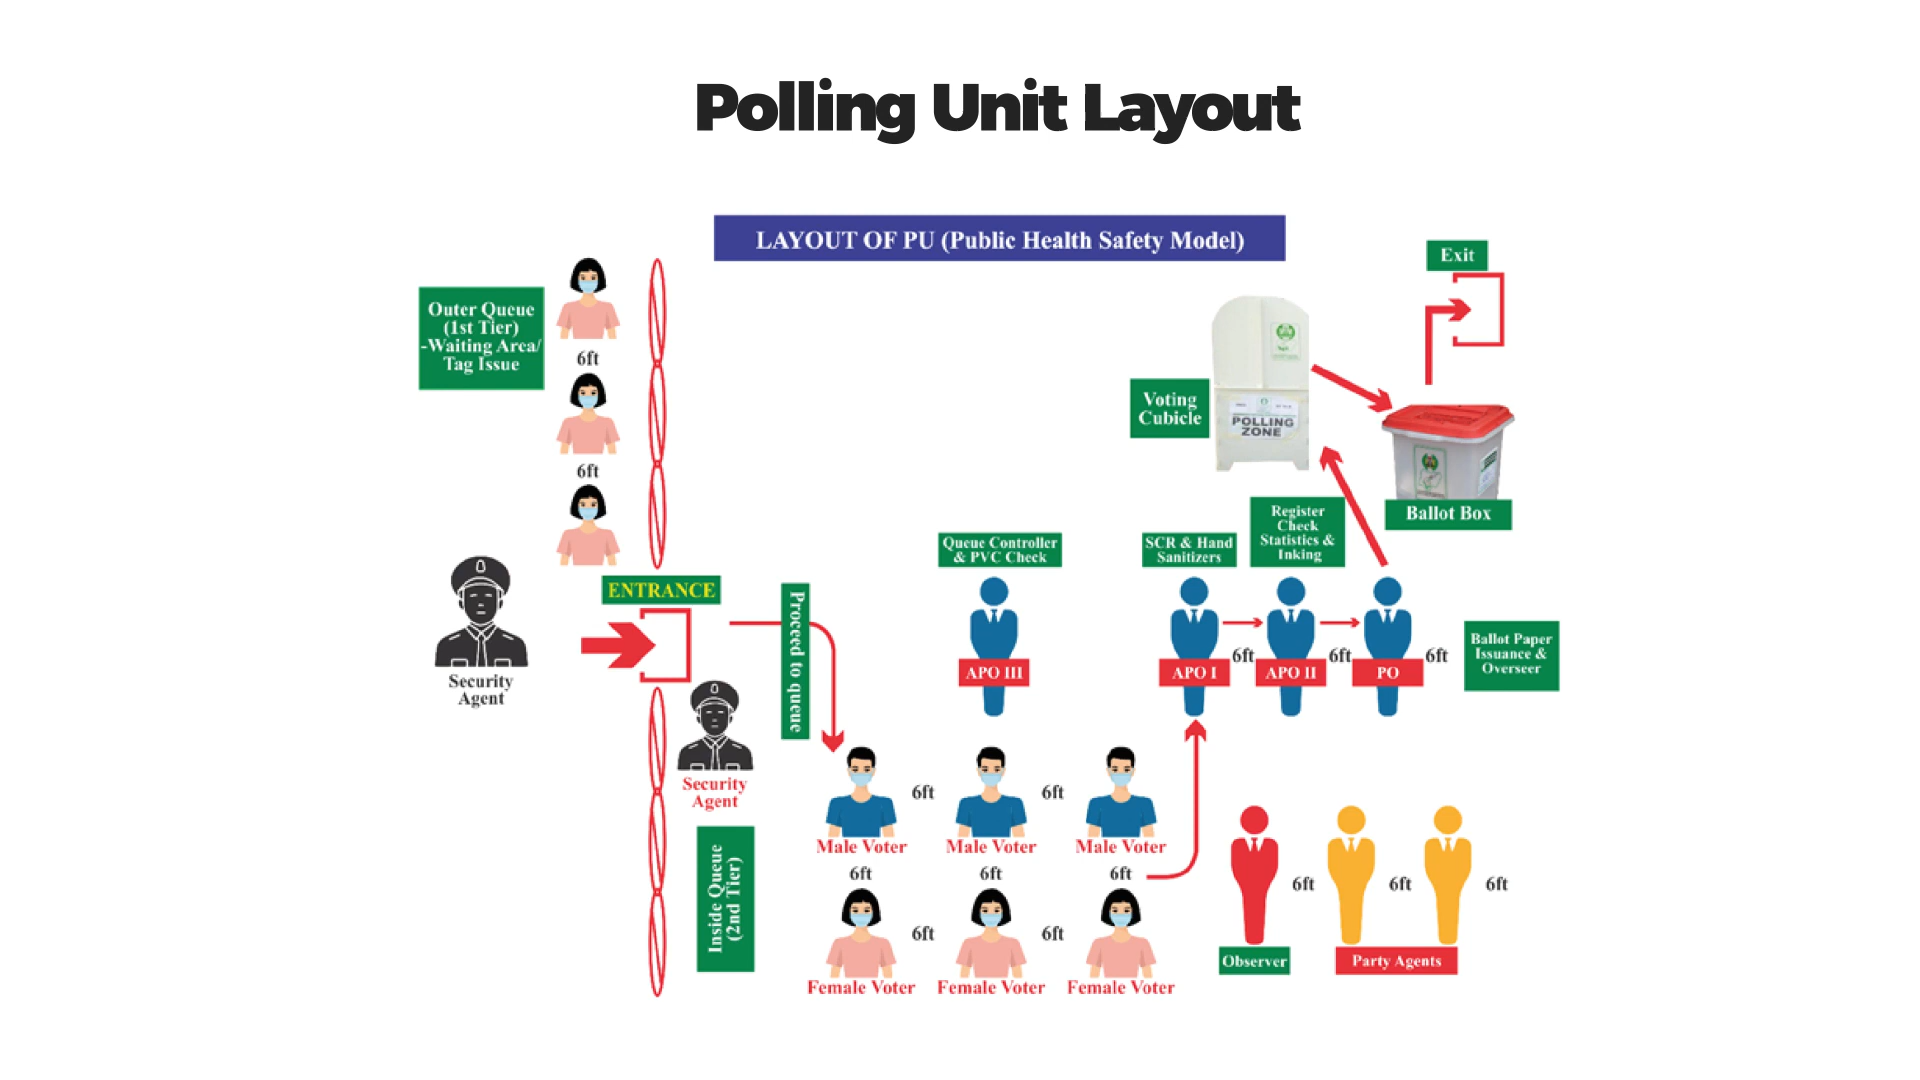 Polling Unit Layout
LAYOUT OF PU (Public Health Safety Model)
Exit
Outer Queue
(1st Tier)
-Waiting Area/
Tag Issue
6ft
6ft
Voting
Cubicle
POLLING
ZONE
Ballot Box
Register
Check
Statistics &
Inking
Queue Controller
& PVC Check
SCR & Hand
Sanitizers
ENTRANCE
Proceed to queue
Security
Agent
APO III
APO I
6ft
APO II
6ft
PO
6ft
Ballot Paper
Issuance &
Overseer
Security
Agent
6ft
6ft
Male Voter
Male Voter
Male Voter
6ft
6ft
6ft
Inside Queue
(2nd Tier)
6ft
6ft
Female Voter
Female Voter
Female Voter
6ft
6ft
6ft
Observer
Party Agents